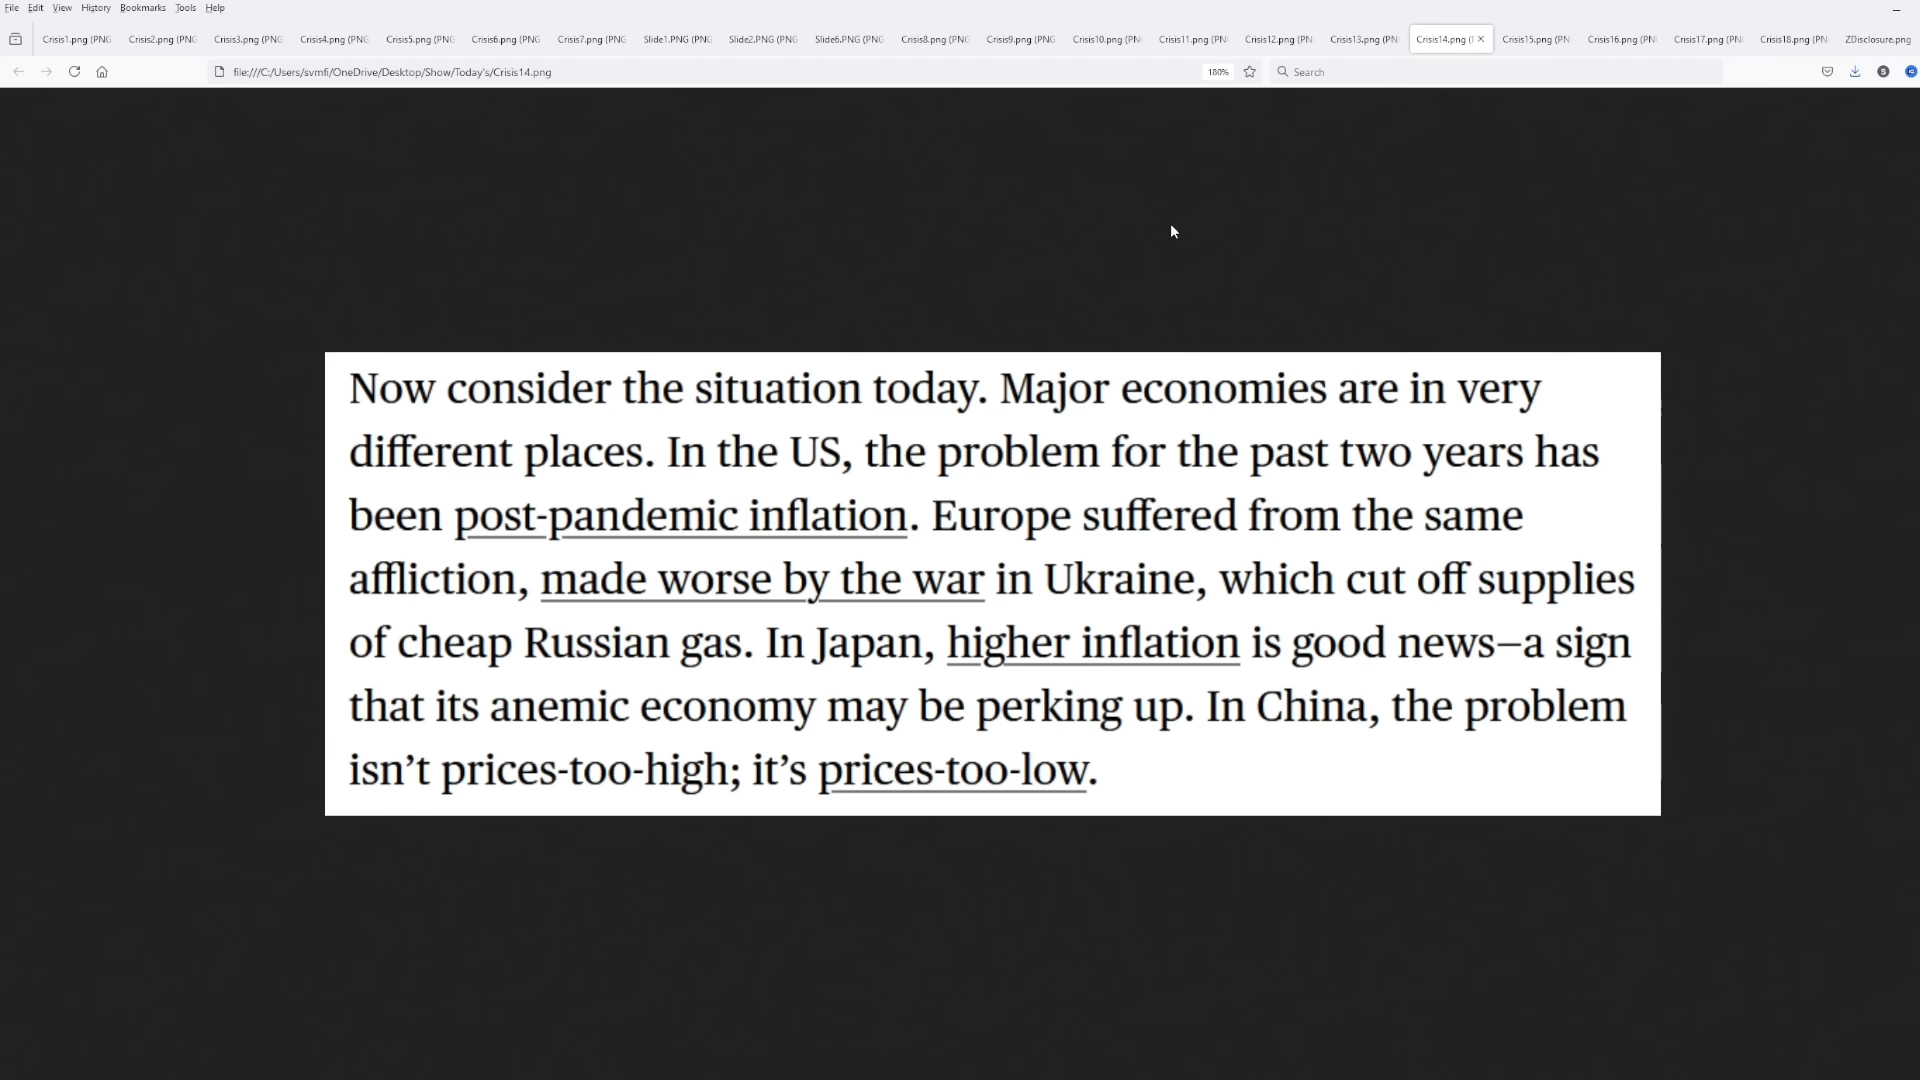 File Edit View History Bookmarks Tools Help
Crisis1.png (PNG Crisis2.png (PNG Crisis3.png (PNG Crisis4.png (PNG Crisis5.png (PNG Crisis6.png (PNG Crisis7.png (PNG Slide1.PNG (PNG Slide2.PNG (PNG Slide6.PNG (PNG Crisis8.png (PNG Crisis9.png (PNG Crisis10.png (PN Crisis11.png (PN Crisis12.png (PN Crisis13.png (PN Crisis14.png ( Crisis15.png (PN Crisis16.png (PN Crisis17.png (PN Crisis18.png (PN ZDisclosure.png
file:///C:/Users/svmfi/OneDrive/Desktop/Show/Today's/Crisis14.png 180% Search S
Now consider the situation today. Major economies are in very
different places. In the US, the problem for the past two years has
been post-pandemic inflation. Europe suffered from the same
affliction, made worse by the war in Ukraine, which cut off supplies
of cheap Russian gas. In Japan, higher inflation is good news—a sign
that its anemic economy may be perking up. In China, the problem
isn’t prices-too-high; it’s prices-too-low.